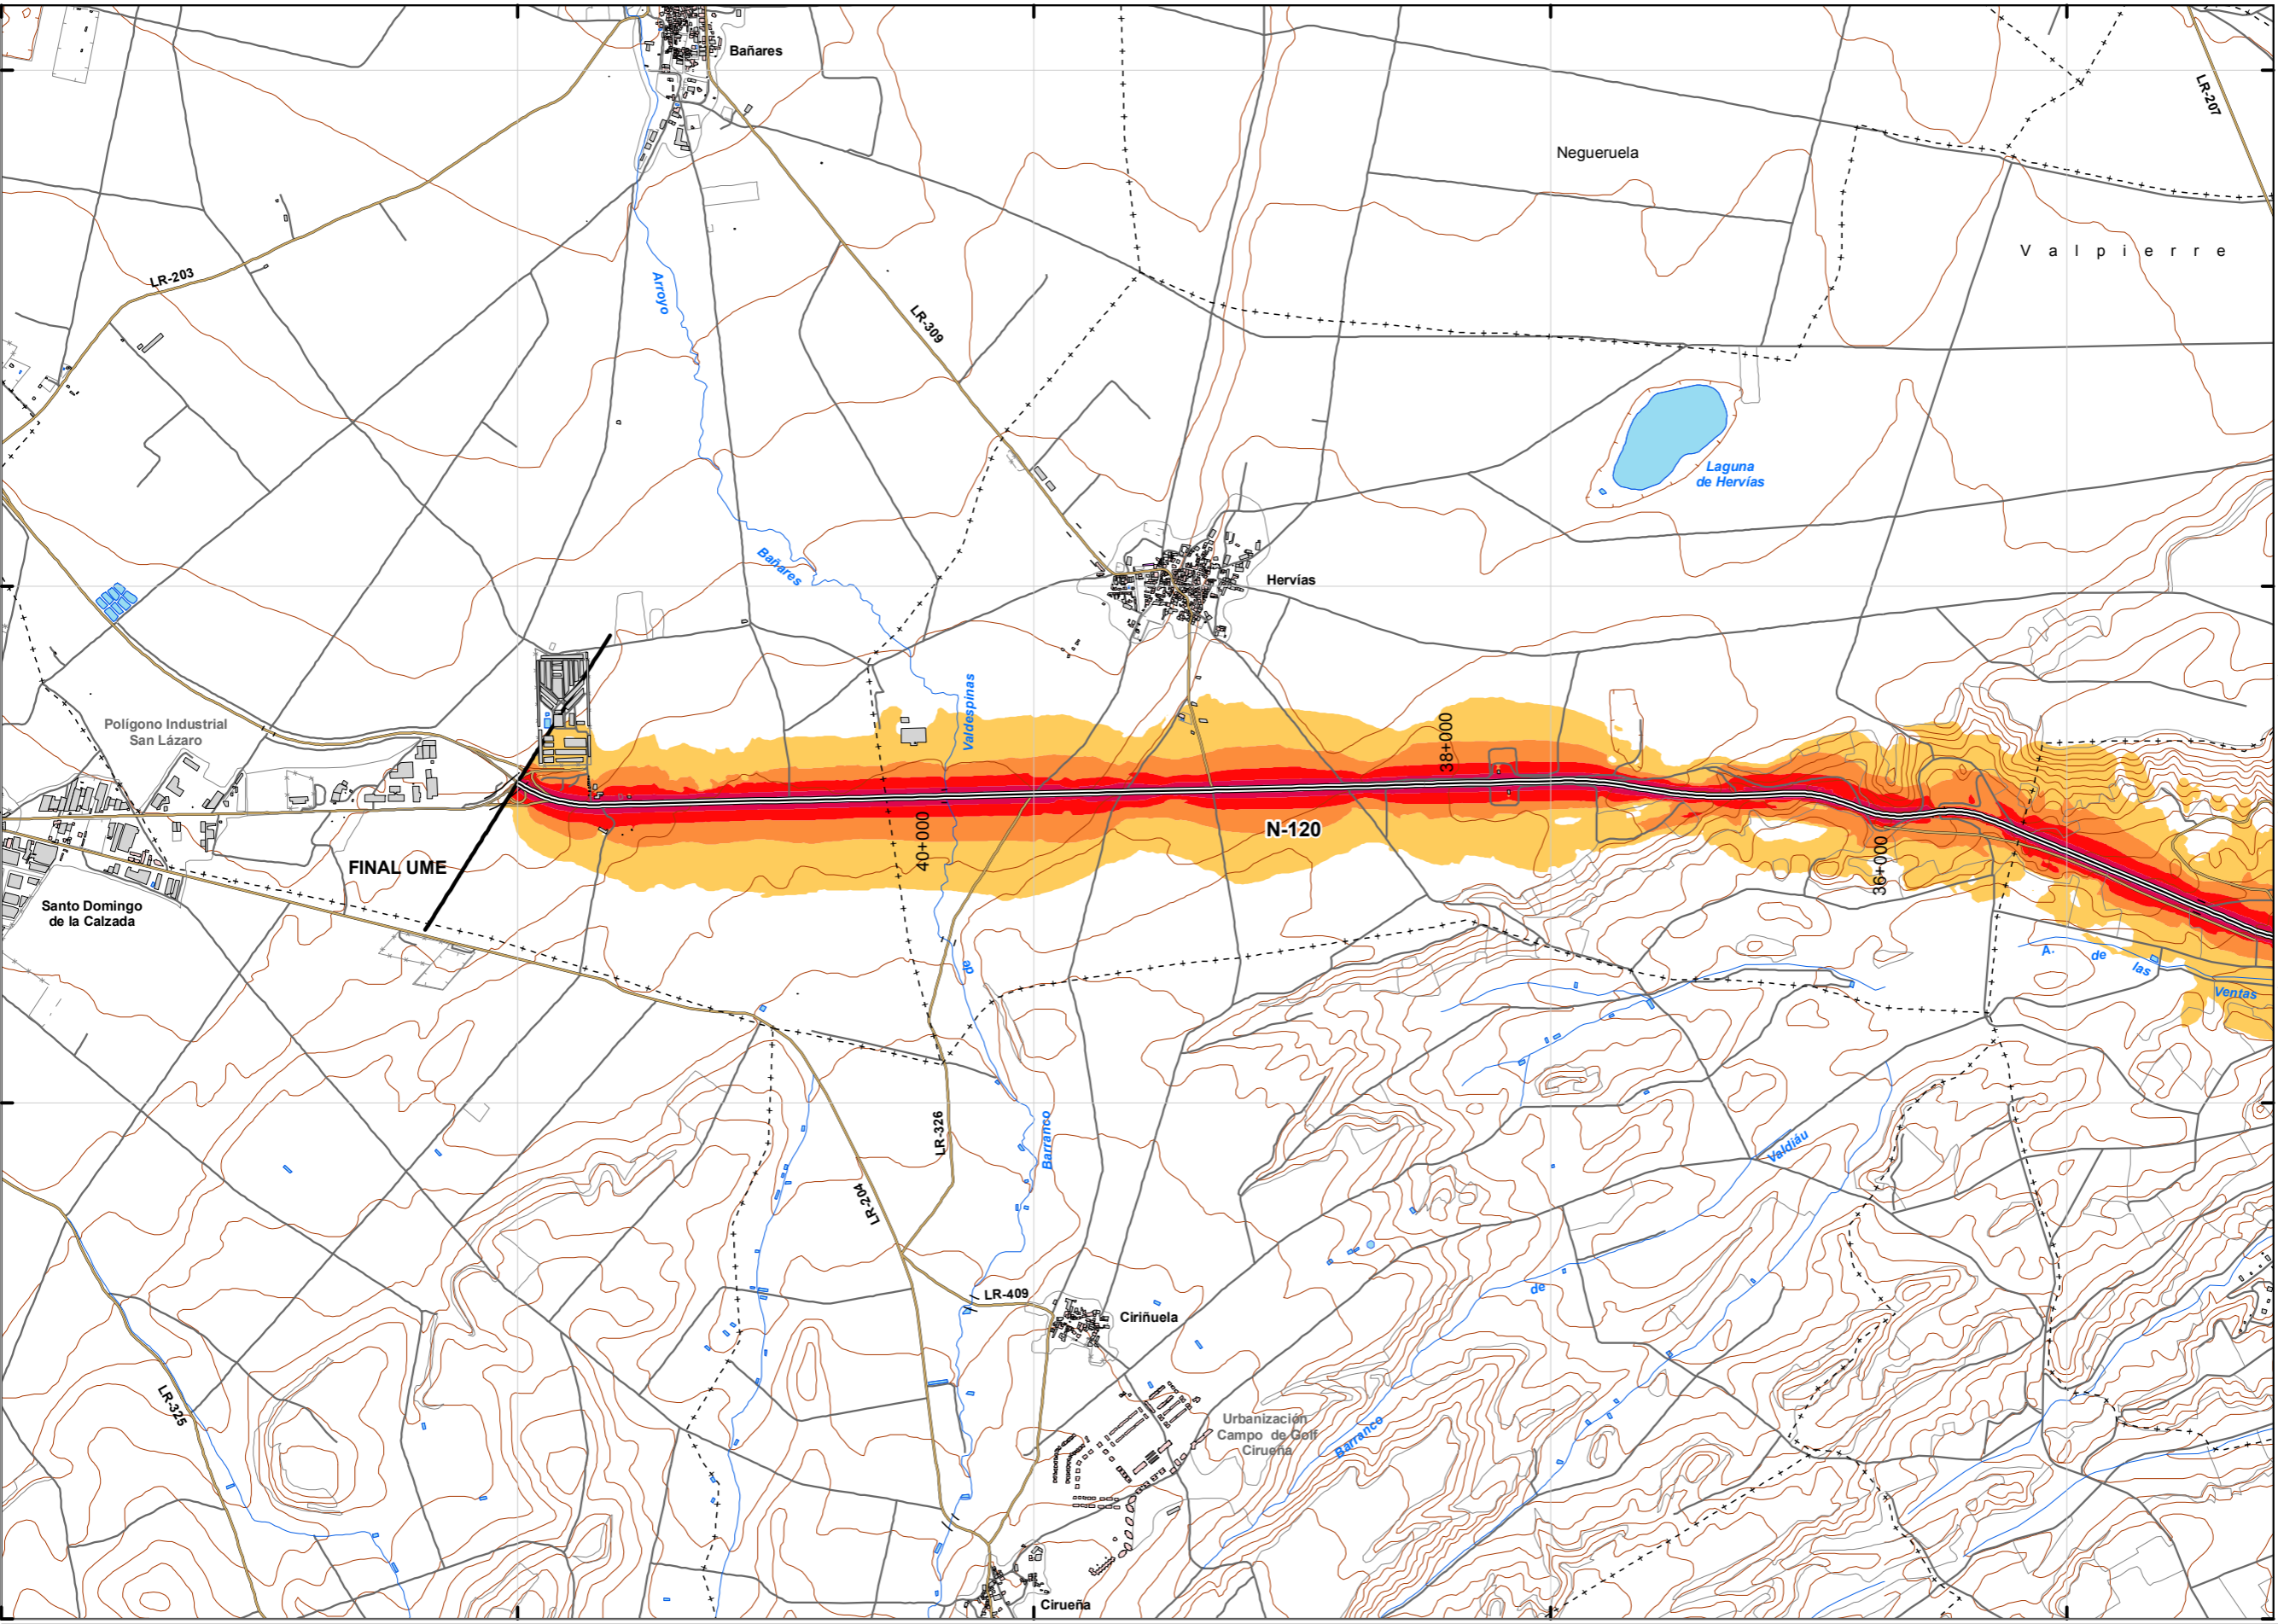 Bañares
LR-207
Negueruela
Valpierre
LR-203
Arroyo
LR-309
Laguna
de Hervías
Bañares
Hervías
Valdespinas
Polígono Industrial
San Lázaro
38+000
N-120
40+000
36+000
FINAL UME
Santo Domingo
de la Calzada
de
A. de las
Ventas
LR-326
Barranco
Valdiáu
LR-204
de
LR-409
Ciriñuela
LR-325
Urbanización
Campo de Golf
Cirueña
Barranco
Cirueña